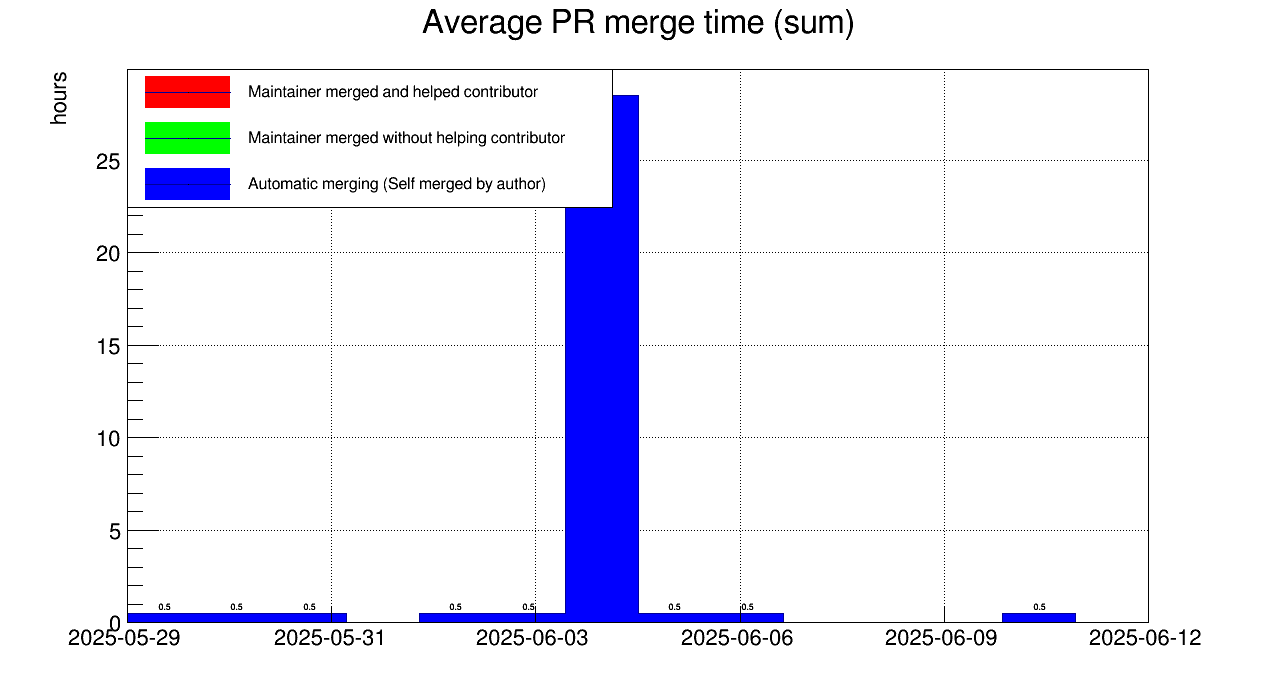 Average PR merge time (sum)
hours
Maintainer merged and helped contributor
Maintainer merged without helping contributor
Automatic merging (Self merged by author)
25
20
15
10
5
0
0.5 0.5 0.5 0.5 0.5 0.5 0.5 0.5
2025-05-29 2025-05-31 2025-06-03 2025-06-06 2025-06-09 2025-06-12